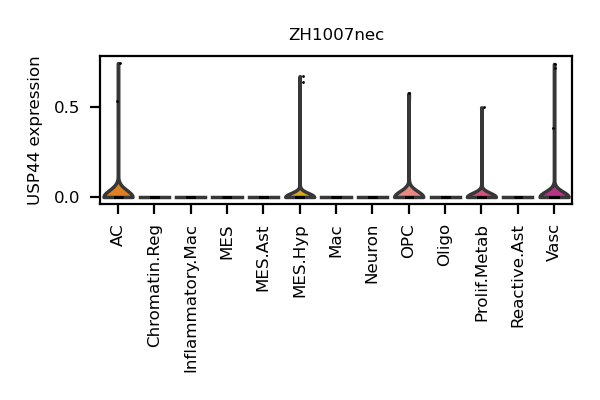 ZH1007nec
USP44 expression
0.5
0.0
AC
Chromatin.Reg
Inflammatory.Mac
MES
MES.Ast
MES.Hyp
Mac
Neuron
OPC
Oligo
Prolif.Metab
Reactive.Ast
Vasc